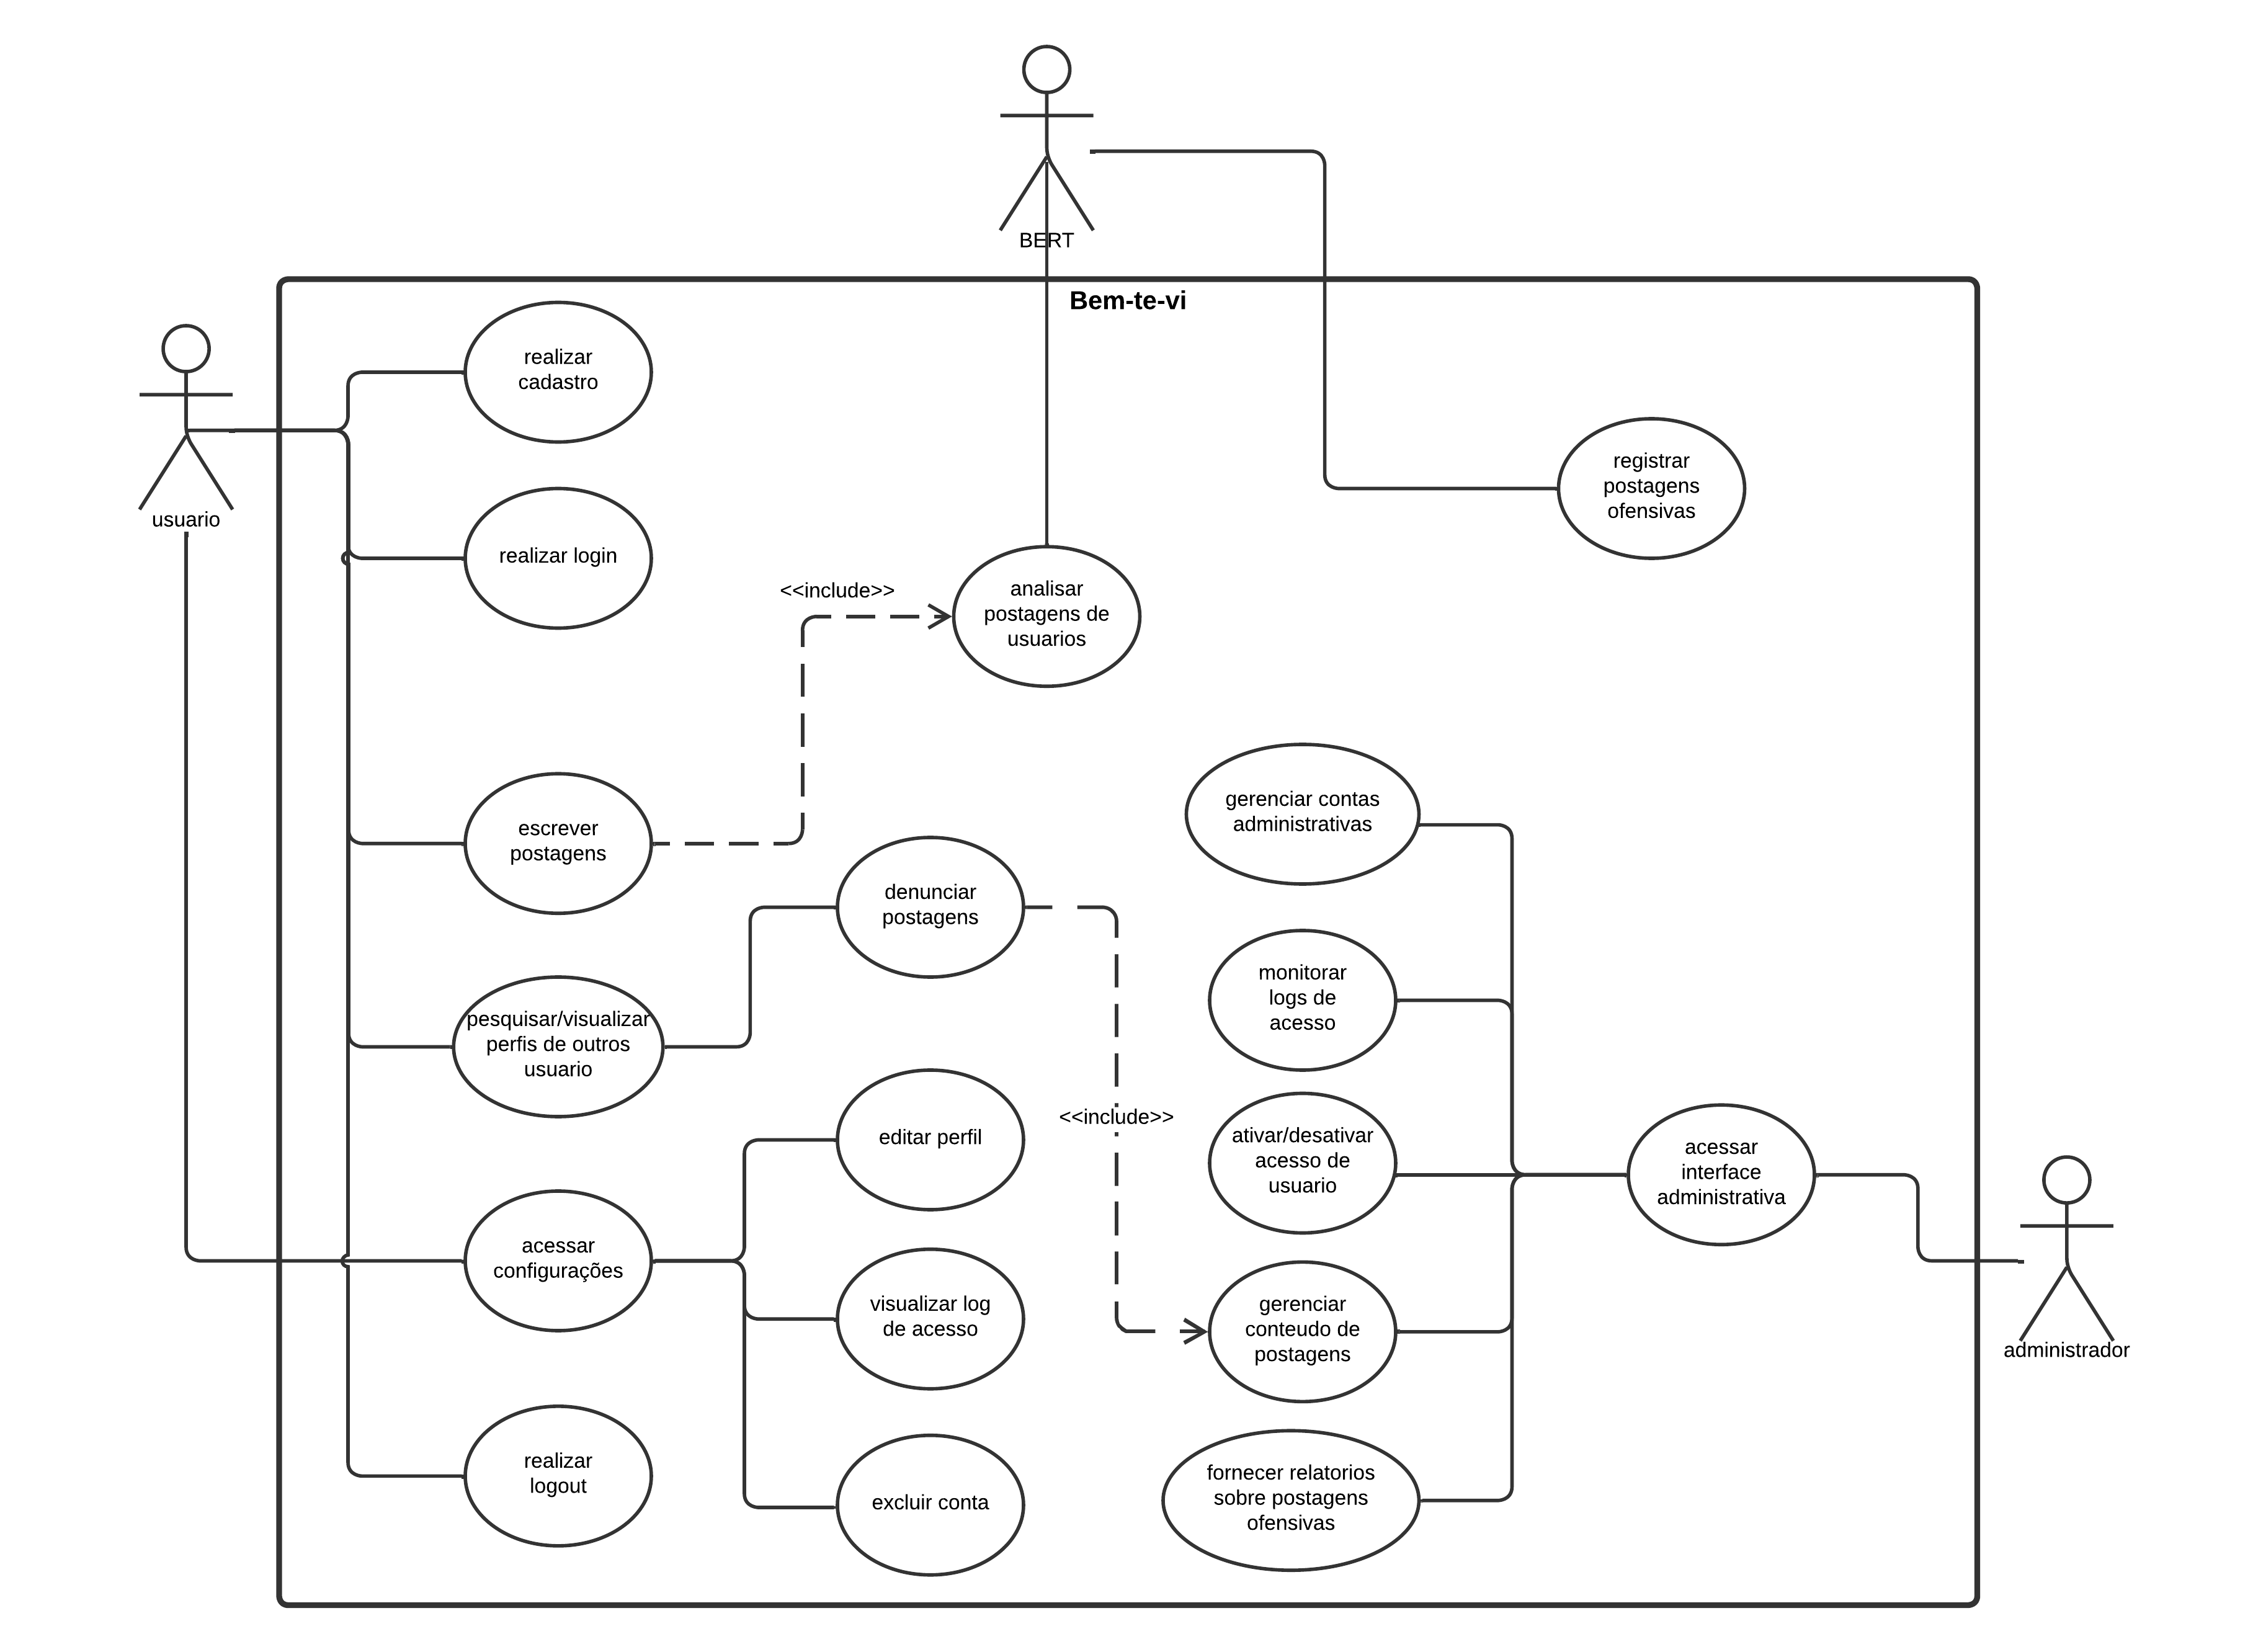 BERT
Bem-te-vi
usuario
realizar
cadastro
realizar login
registrar
postagens
ofensivas
<<include>>
analisar
postagens de
usuarios
escrever
postagens
gerenciar contas
administrativas
denunciar
postagens
pesquisar/visualizar
perfis de outros
usuario
monitorar
logs de
acesso
editar perfil
<<include>>
ativar/desativar
acesso de
usuario
acessar
interface
administrativa
acessar
configurações
visualizar log
de acesso
gerenciar
conteudo de
postagens
administrador
realizar
logout
excluir conta
fornecer relatorios
sobre postagens
ofensivas